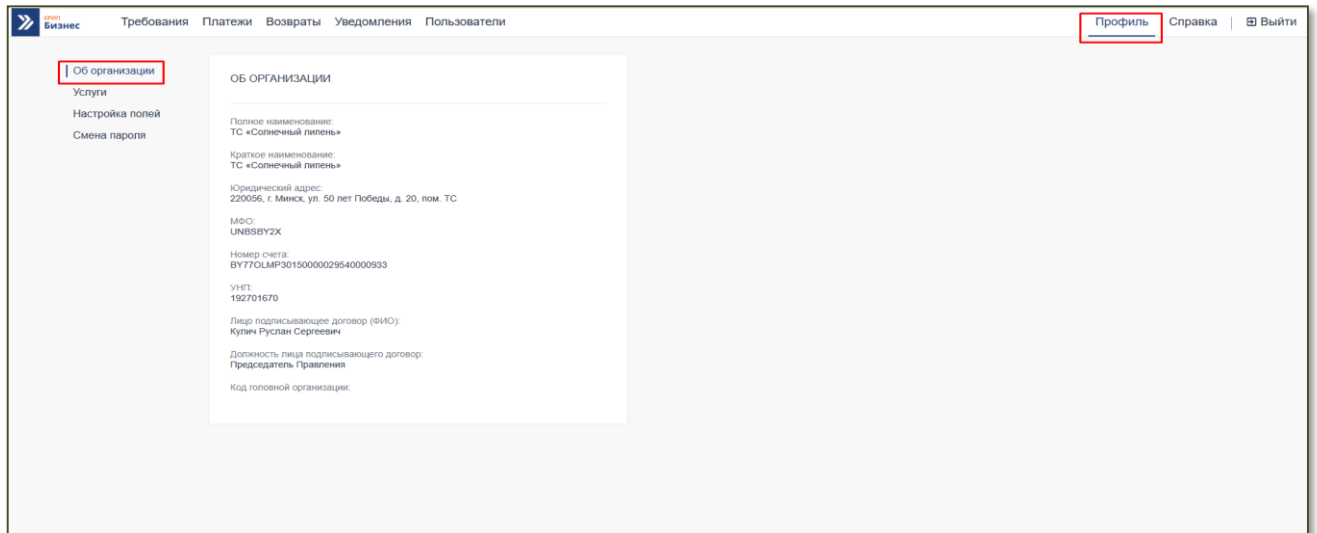 ЕРИП
Бизнес
Требования Платежи Возвраты Уведомления Пользователи
Профиль Справка | Выйти
Об организации
Услуги
Настройка полей
Смена пароля
ОБ ОРГАНИЗАЦИИ
Полное наименование:
ТС «Солнечный липень»
Краткое наименование:
ТС «Солнечный липень»
Юридический адрес:
220056, г. Минск, ул. 50 лет Победы, д. 20, пом. ТС
МФО:
UNBSBY2X
Номер счета:
BY77OLMP30150000029540000933
УНП:
192701670
Лицо подписывающее договор (ФИО):
Кулич Руслан Сергеевич
Должность лица подписывающего договор:
Председатель Правления
Код головной организации: